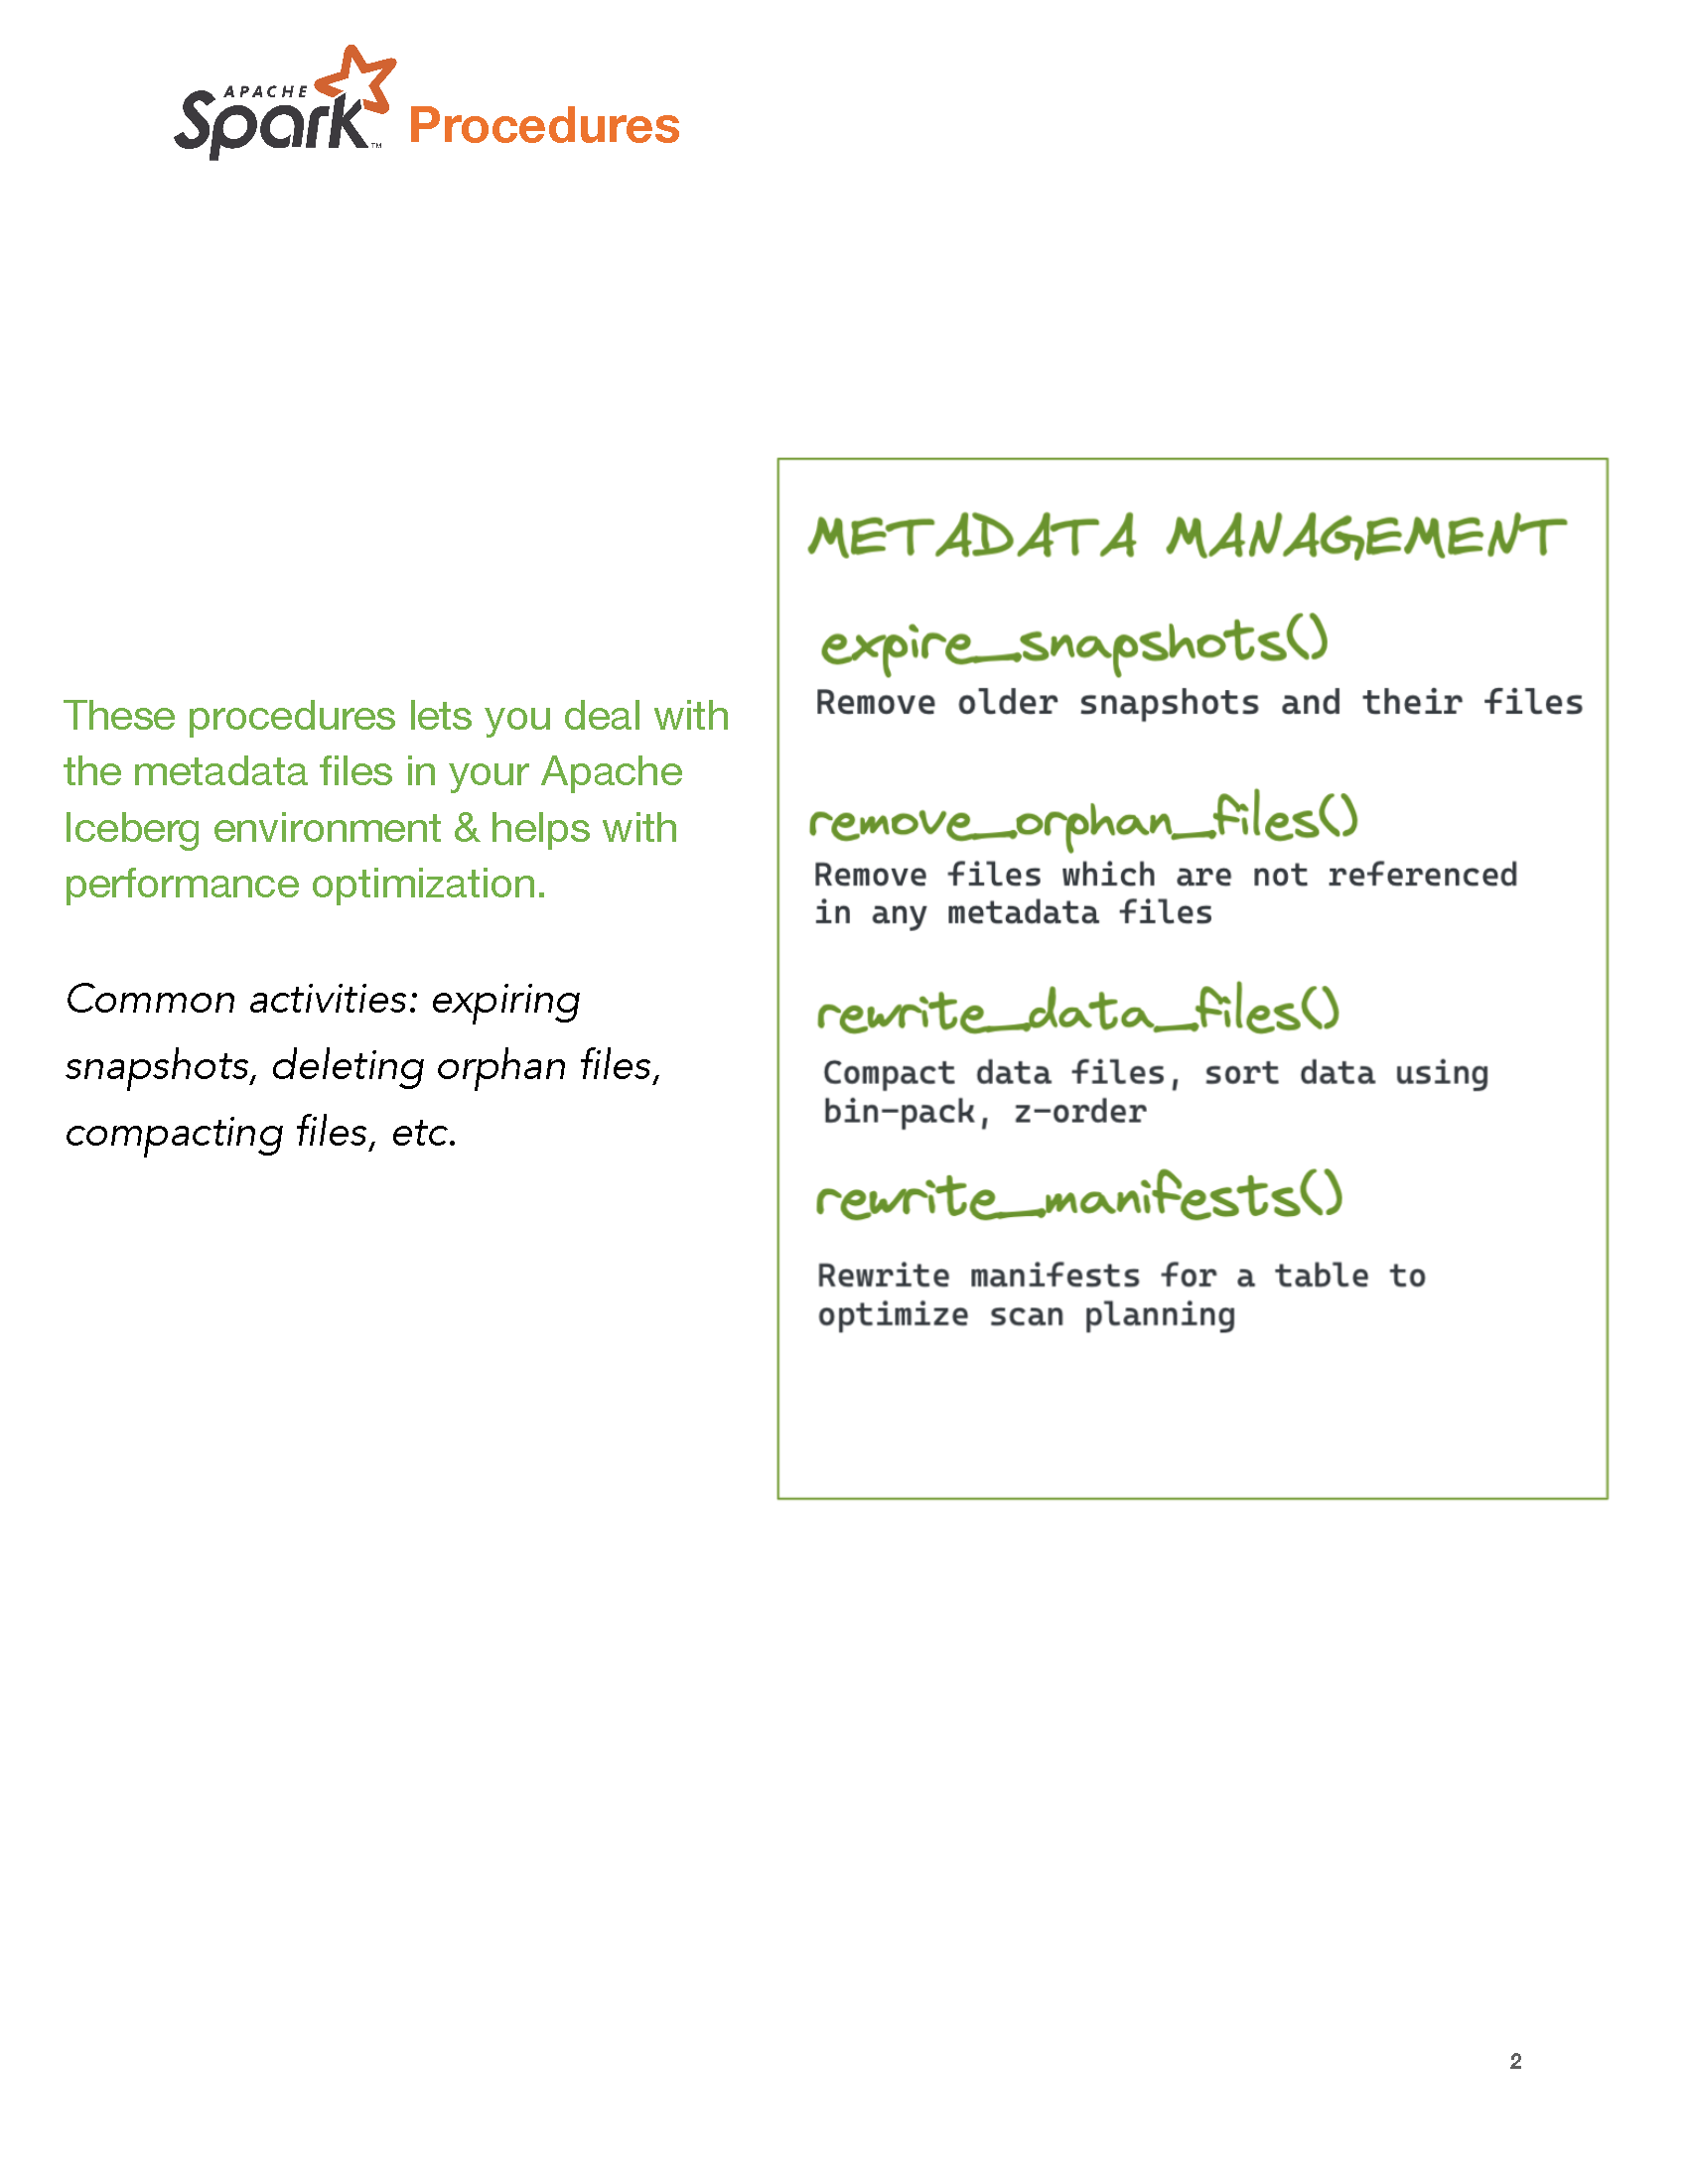 APACHE
Spark™ Procedures
These procedures lets you deal with
the metadata files in your Apache
Iceberg environment & helps with
performance optimization.
Common activities: expiring
snapshots, deleting orphan files,
compacting files, etc.
METADATA MANAGEMENT
expire_snapshots()
Remove older snapshots and their files
remove_orphan_files()
Remove files which are not referenced
in any metadata files
rewrite_data_files()
Compact data files, sort data using
bin-pack, z-order
rewrite_manifests()
Rewrite manifests for a table to
optimize scan planning
2